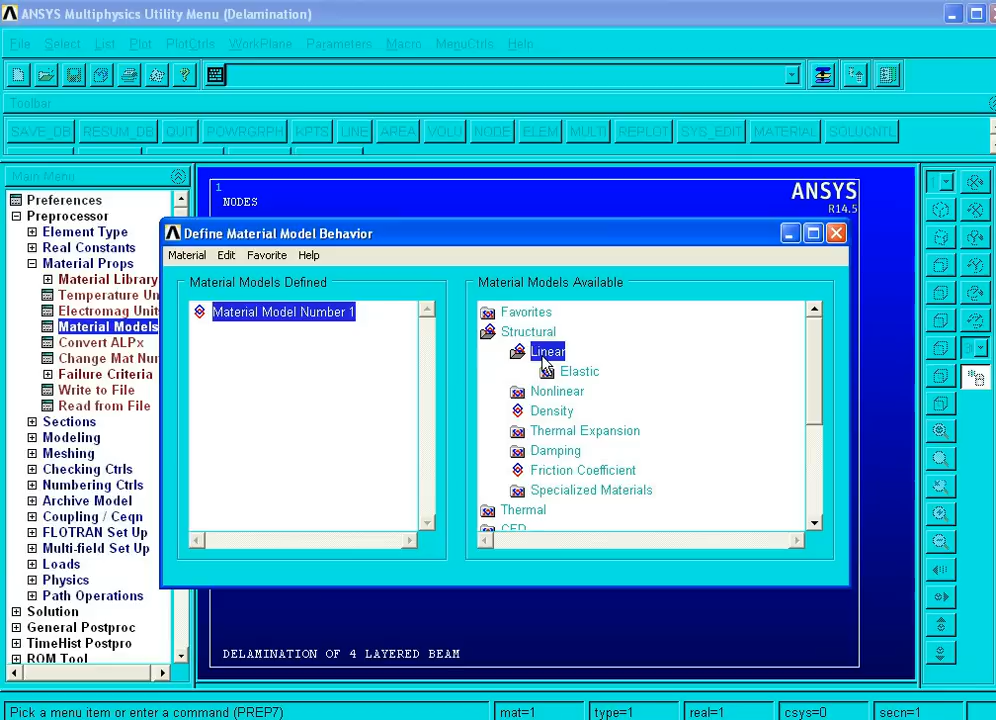 ANSYS Multiphysics Utility Menu (Delamination)
File Select List Plot PlotCtrls WorkPlane Parameters Macro MenuCtrls Help
Toolbar
SAVE_DB RESUM_DB QUIT POWRGRPH KPTS LINE AREA VOLU NODE ELEM MULTI REPLOT SYS_EDIT MATERIAL SOLUCNTL
Main Menu
Preferences
Preprocessor
Element Type
Real Constants
Material Props
Material Library
Temperature Un
Electromag Unit
Material Models
Convert ALPx
Change Mat Num
Failure Criteria
Write to File
Read from File
Sections
Modeling
Meshing
Checking Ctrls
Numbering Ctrls
Archive Model
Coupling / Ceqn
FLOTRAN Set Up
Multi-field Set Up
Loads
Physics
Path Operations
Solution
General Postproc
TimeHist Postpro
ROM Tool
1
NODES
ANSYS
R14.5
Define Material Model Behavior
Material Edit Favorite Help
Material Models Defined
Material Model Number 1
Material Models Available
Favorites
Structural
Linear
Elastic
Nonlinear
Density
Thermal Expansion
Damping
Friction Coefficient
Specialized Materials
Thermal
CFD
DELAMINATION OF 4 LAYERED BEAM
1
Pick a menu item or enter a command (PREP7)
mat=1
type=1
real=1
csys=0
secn=1